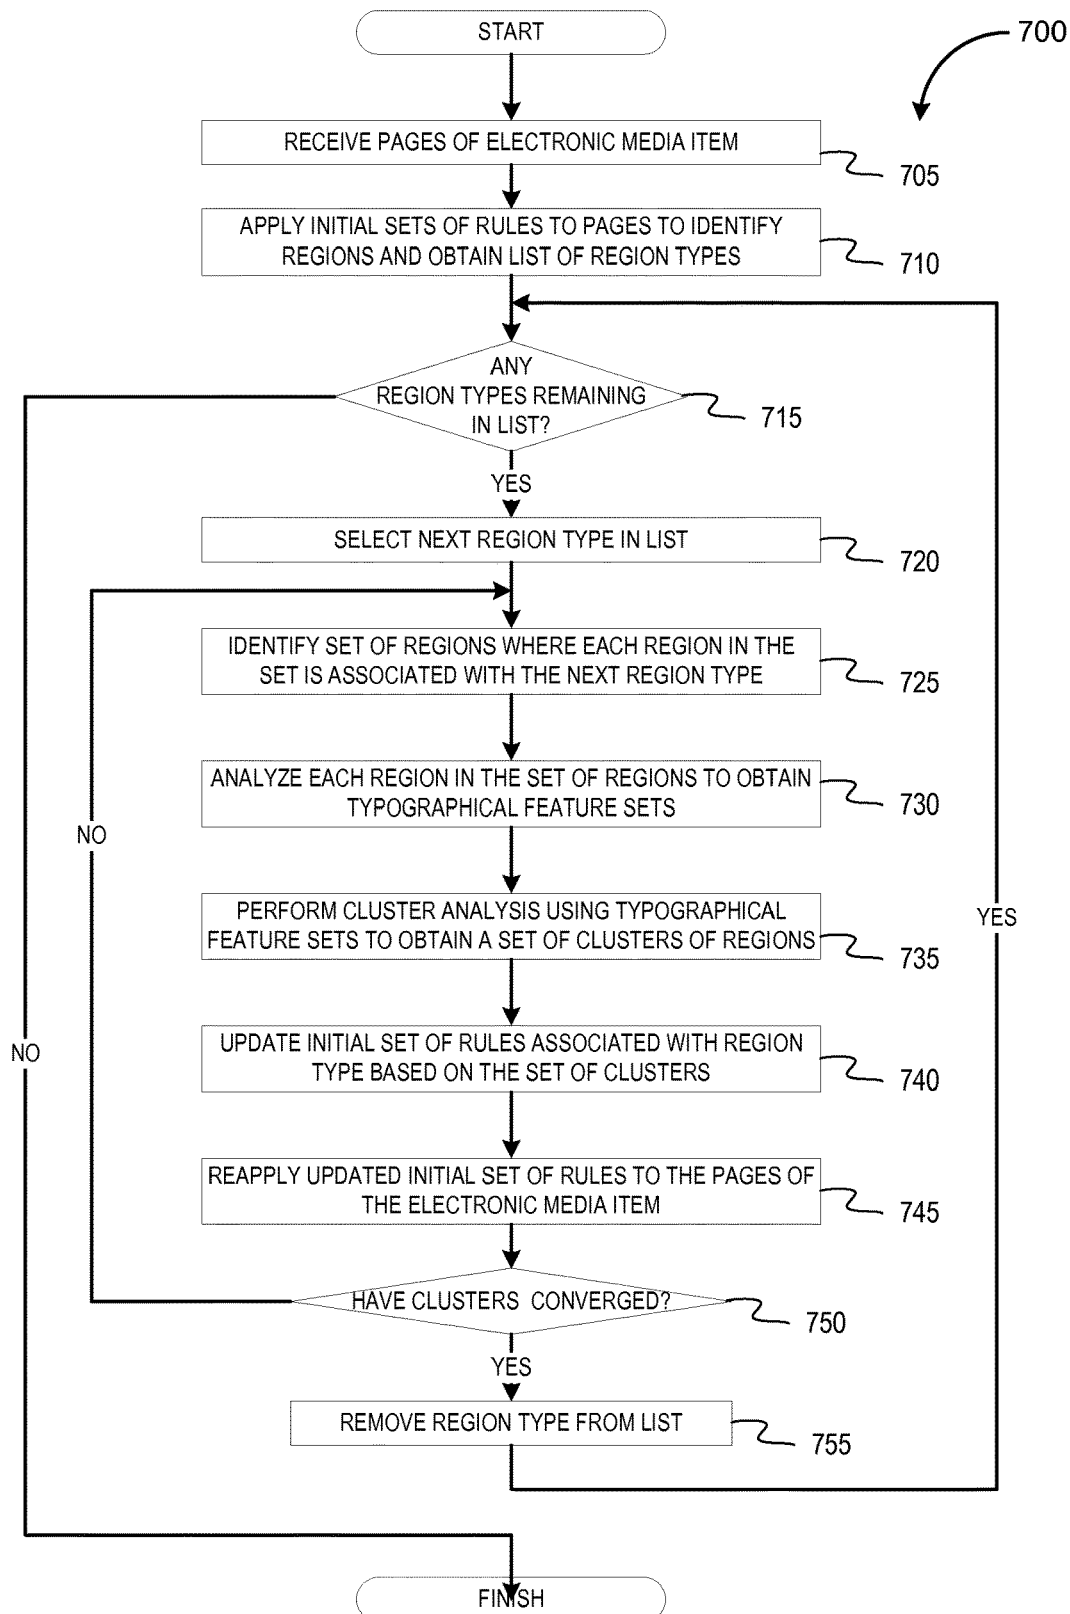 START
700
RECEIVE PAGES OF ELECTRONIC MEDIA ITEM
705
APPLY INITIAL SETS OF RULES TO PAGES TO IDENTIFY
REGIONS AND OBTAIN LIST OF REGION TYPES
710
ANY
REGION TYPES REMAINING
IN LIST?
715
YES
SELECT NEXT REGION TYPE IN LIST
720
IDENTIFY SET OF REGIONS WHERE EACH REGION IN THE
SET IS ASSOCIATED WITH THE NEXT REGION TYPE
725
ANALYZE EACH REGION IN THE SET OF REGIONS TO OBTAIN
TYPOGRAPHICAL FEATURE SETS
730
NO
PERFORM CLUSTER ANALYSIS USING TYPOGRAPHICAL
FEATURE SETS TO OBTAIN A SET OF CLUSTERS OF REGIONS
735
YES
UPDATE INITIAL SET OF RULES ASSOCIATED WITH REGION
TYPE BASED ON THE SET OF CLUSTERS
740
NO
REAPPLY UPDATED INITIAL SET OF RULES TO THE PAGES OF
THE ELECTRONIC MEDIA ITEM
745
HAVE CLUSTERS CONVERGED?
750
YES
REMOVE REGION TYPE FROM LIST
755
FINISH